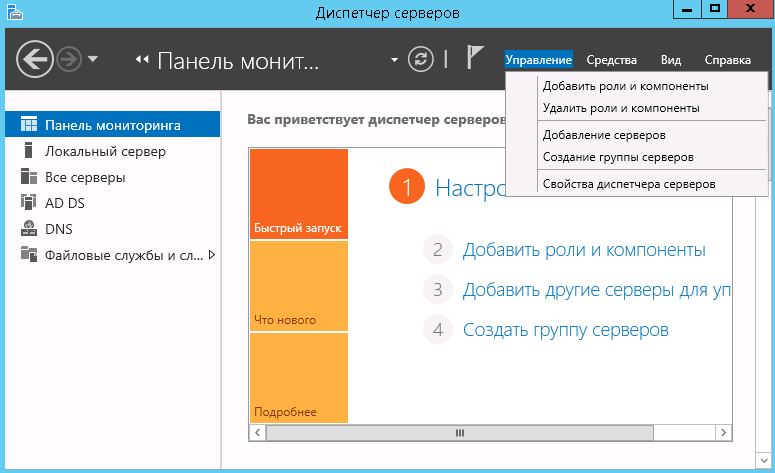 Диспетчер серверов
Панель монит...
Управление
Средства
Вид
Справка
Добавить роли и компоненты
Удалить роли и компоненты
Добавление серверов
Создание группы серверов
Свойства диспетчера серверов
Панель мониторинга
Локальный сервер
Все серверы
AD DS
DNS
Файловые службы и сл...
Вас приветствует диспетчер серверов
Быстрый запуск
Что нового
Подробнее
1 Настро
2 Добавить роли и компоненты
3 Добавить другие серверы для уп
4 Создать группу серверов